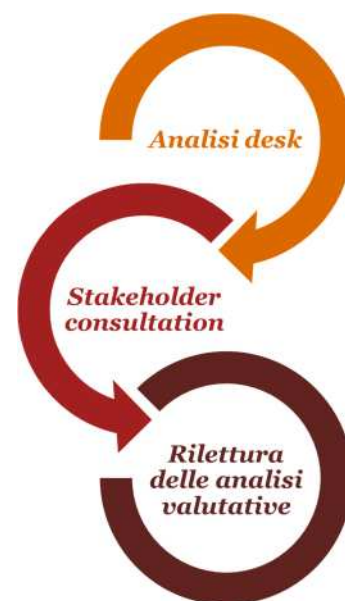 Analisi desk
Stakeholder
consultation
Rilettura
delle analisi
valutative